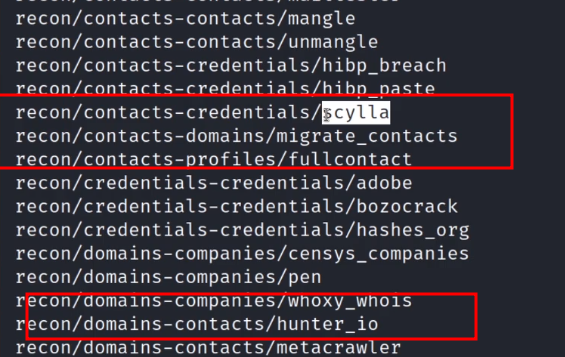 recon/contacts-contacts/mangle
recon/contacts-contacts/unmangle
recon/contacts-credentials/hibp_breach
recon/contacts-credentials/hibp_paste
recon/contacts-credentials/scylla
recon/contacts-domains/migrate_contacts
recon/contacts-profiles/fullcontact
recon/credentials-credentials/adobe
recon/credentials-credentials/bozocrack
recon/credentials-credentials/hashes_org
recon/domains-companies/censys_companies
recon/domains-companies/pen
recon/domains-companies/whoxy_whois
recon/domains-contacts/hunter_io
recon/domains-contacts/metacrawler